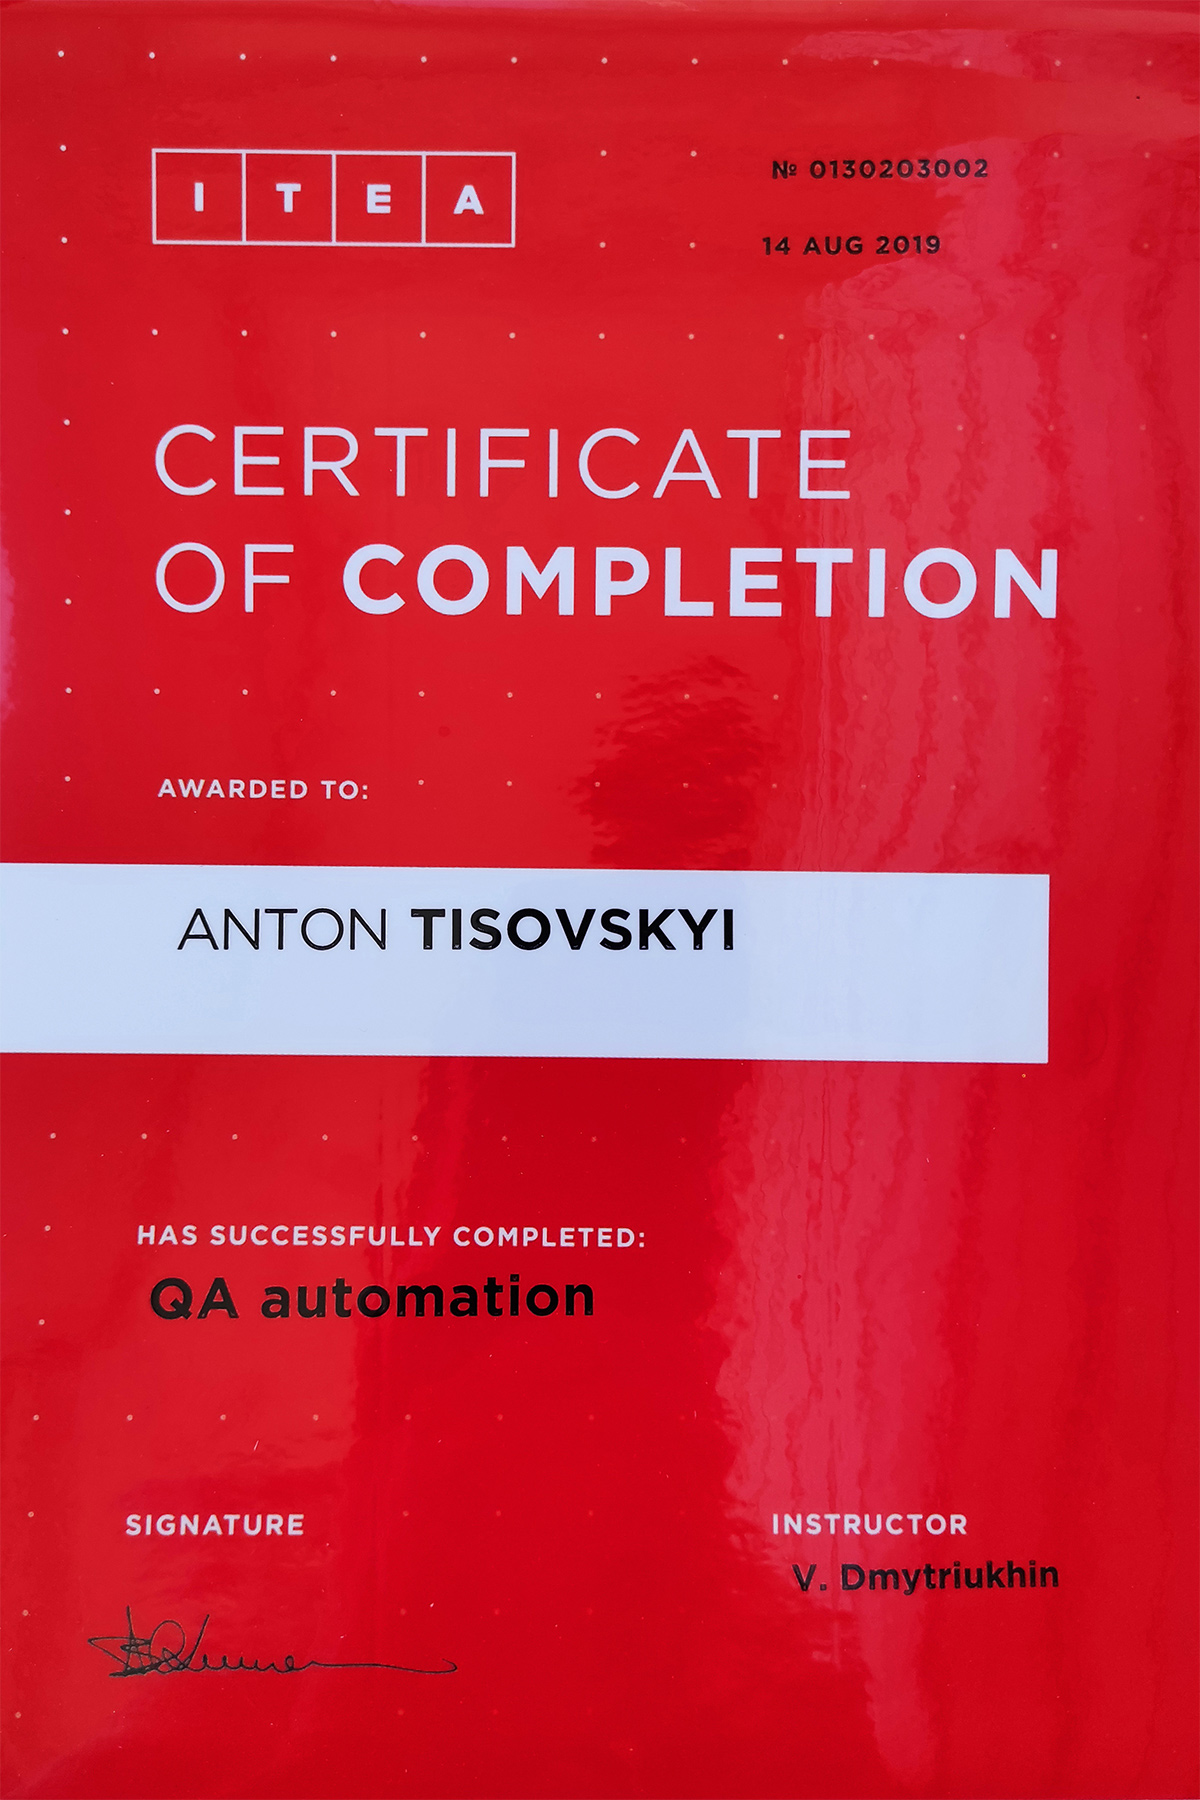 ITEA
№ 0130203002
14 AUG 2019
CERTIFICATE
OF COMPLETION
AWARDED TO:
ANTON TISOVSKYI
HAS SUCCESSFULLY COMPLETED:
QA automation
SIGNATURE
INSTRUCTOR
V. Dmytriukhin